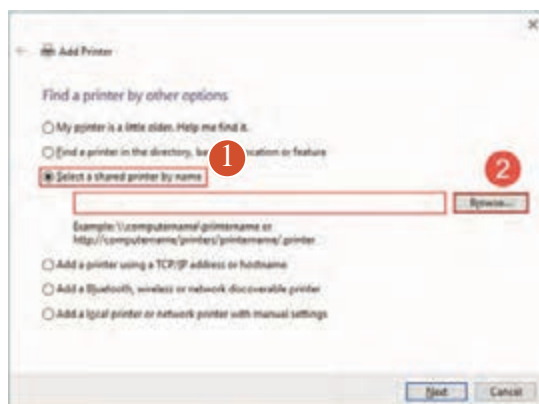 Add Printer
Find a printer by other options
My printer is a little older. Help me find it.
Find a printer in the directory, ba location or feature
1
Select a shared printer by name
2
Browse...
Example: \\computername\printername or
http://computername/printers/printername/.printer
Add a printer using a TCP/IP address or hostname
Add a Bluetooth, wireless or network discoverable printer
Add a local printer or network printer with manual settings
Next Cancel